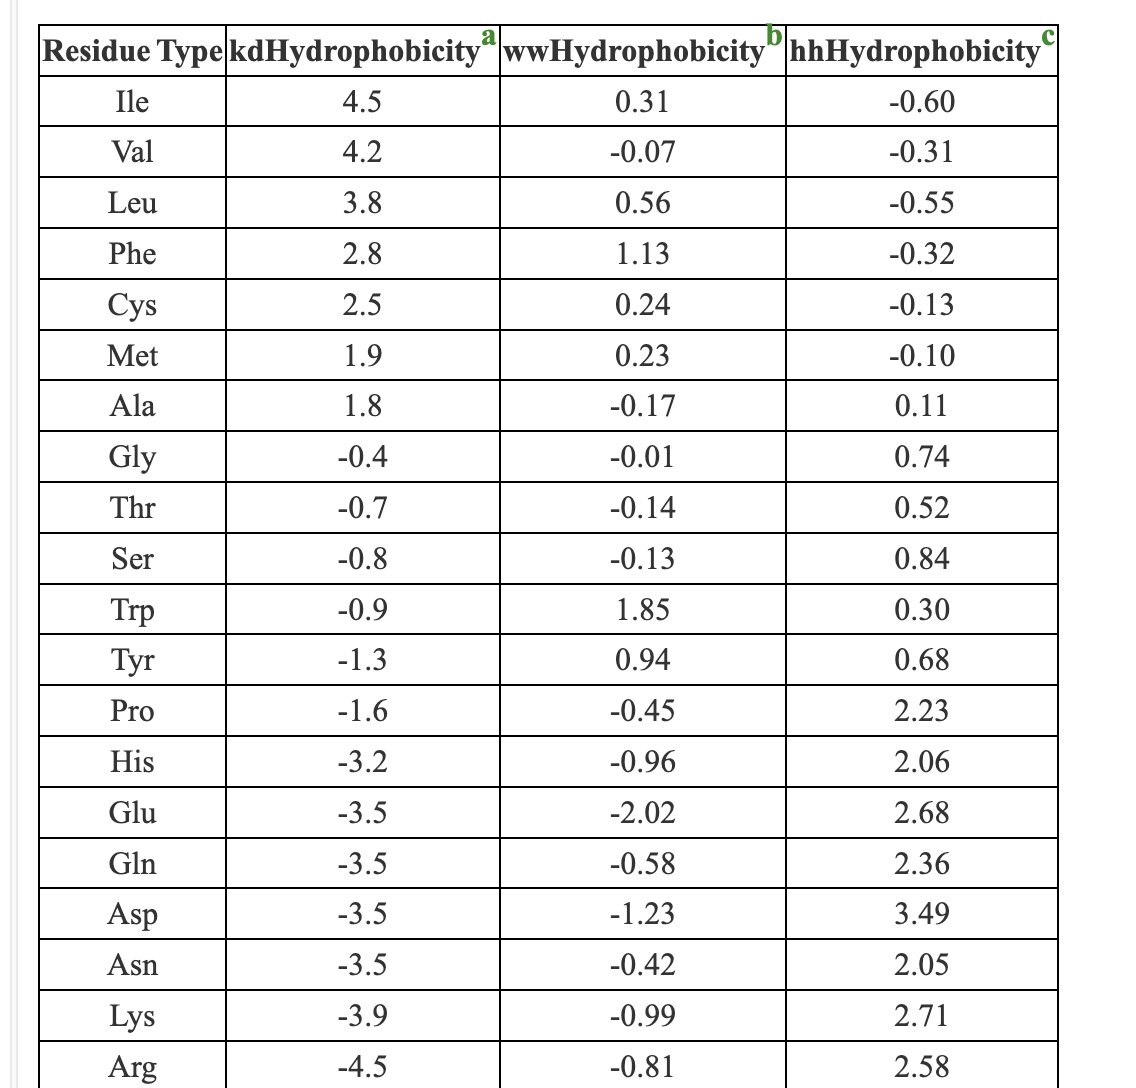 Residue Type kdHydrophobicity a wwHydrophobicity b hhHydrophobicity c
Ile 4.5 0.31 -0.60
Val 4.2 -0.07 -0.31
Leu 3.8 0.56 -0.55
Phe 2.8 1.13 -0.32
Cys 2.5 0.24 -0.13
Met 1.9 0.23 -0.10
Ala 1.8 -0.17 0.11
Gly -0.4 -0.01 0.74
Thr -0.7 -0.14 0.52
Ser -0.8 -0.13 0.84
Trp -0.9 1.85 0.30
Tyr -1.3 0.94 0.68
Pro -1.6 -0.45 2.23
His -3.2 -0.96 2.06
Glu -3.5 -2.02 2.68
Gln -3.5 -0.58 2.36
Asp -3.5 -1.23 3.49
Asn -3.5 -0.42 2.05
Lys -3.9 -0.99 2.71
Arg -4.5 -0.81 2.58